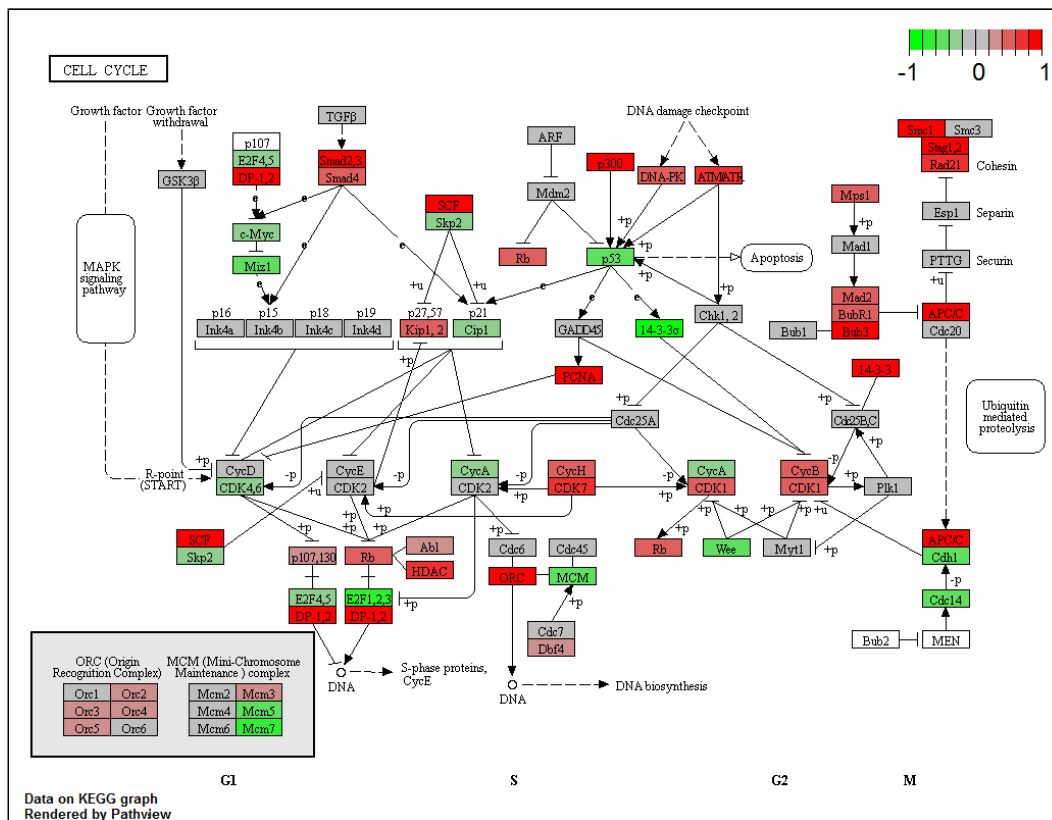 -1 0 1
CELL CYCLE
Growth factor
Growth factor
withdrawal
TGFβ
DNA damage checkpoint
p107
E2F4,5
DP-1,2
GSK3β
Smad2,3
Smad4
ARF
p300
DNA-PK
ATM/ATR
Smc1
Smc3
Stag1,2
Rad21
Cohesin
Mdm2
Mps1
SCF
Skp2
e
e
e
c-Myc
+p
Esp1
Separin
+p
Mad1
Rb
p53
+p
Apoptosis
MAPK
signaling
pathway
Miz1
e
e
PTTG
Securin
+p
+u
+u
+u
e
e
e
Mad2
BubR1
Bub3
Bub1
APC/C
Cdc20
p16
Ink4a
p15
Ink4b
p18
Ink4c
p19
Ink4d
p27,57
Kip1, 2
p21
Cip1
GADD45
14-3-3σ
Chk1, 2
+p
PCNA
14-3-3
+p
+p
Ubiquitin
mediated
proteolysis
Cdc25A
Cdc25B,C
+p
R-point
(START)
+p
CycD
CDK4,6
-p
CycE
CDK2
-p
+u
CycA
CDK2
-p
+p
CycH
CDK7
-p
+p
CycA
CDK1
CycB
CDK1
-p
-p
+p
Plk1
+p
+p
+p
+p
+p
+p
+p
+p
+p
+u
SCF
Skp2
p107,130
Rb
Abl
HDAC
Cdc6
Cdc45
Rb
Wee
Myt1
+p
APC/C
Cdh1
ORC
MCM
-p
E2F4,5
DP-1,2
E2F1,2,3
DP-1,2
+p
+p
Cdc14
Cdc7
Dbf4
Bub2
MEN
DNA
S-phase proteins,
CycE
DNA
DNA biosynthesis
ORC (Origin
Recognition Complex)
MCM (Mini-Chromosome
Maintenance ) complex
Orc1 Orc2
Orc3 Orc4
Orc5 Orc6
Mcm2 Mcm3
Mcm4 Mcm5
Mcm6 Mcm7
G1
S
G2
M
Data on KEGG graph
Rendered by Pathview